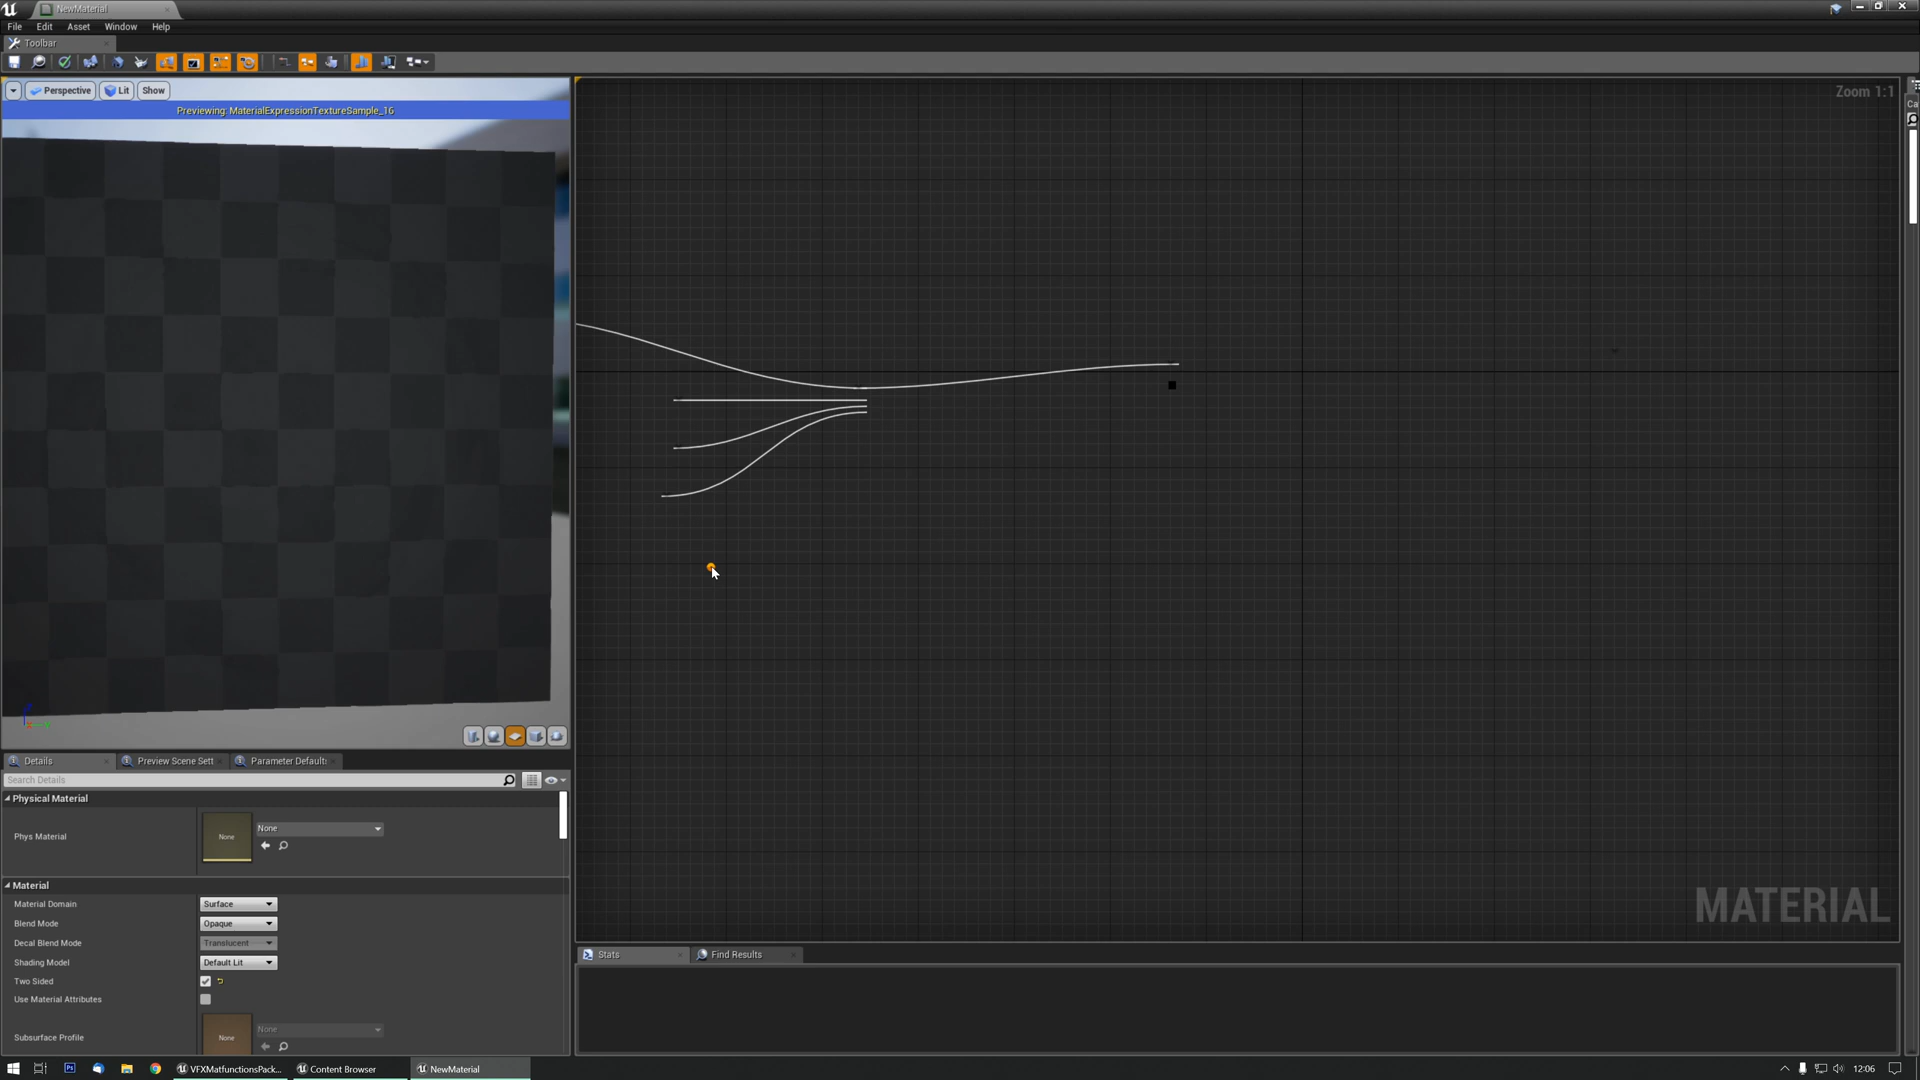 NewMaterial
File Edit Asset Window Help
Toolbar
Perspective Lit Show
Previewing: MaterialExpressionTextureSample_16
Zoom 1:1
Ca
MATERIAL
Details Preview Scene Sett Parameter Default
Search Details
Physical Material
Phys Material
None
None
Material
Material Domain Surface
Blend Mode Opaque
Decal Blend Mode Translucent
Shading Model Default Lit
Two Sided
Use Material Attributes
Subsurface Profile
None
None
Stats Find Results
VFXMatfunctionsPack... Content Browser NewMaterial
12:06